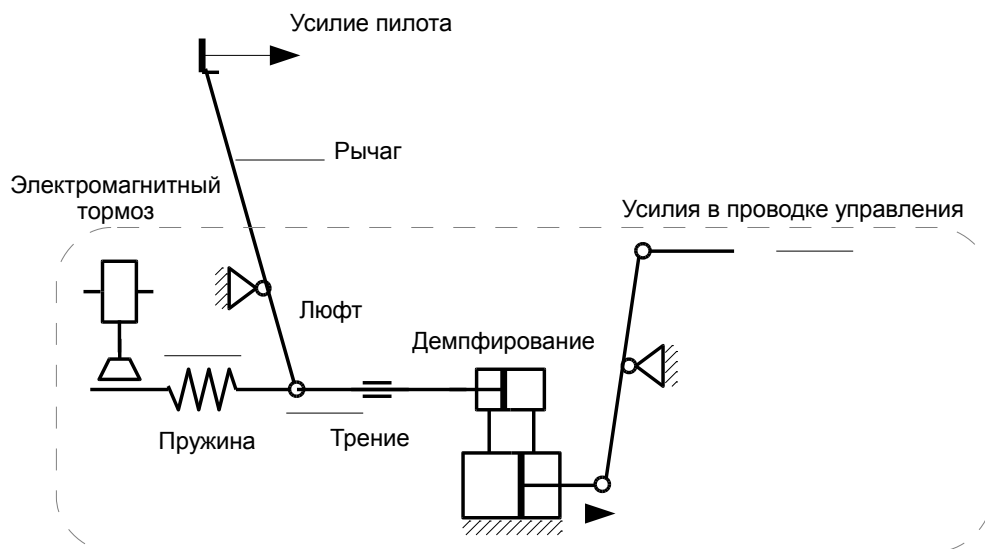 Усилие пилота
Рычаг
Электромагнитный
тормоз
Усилия в проводке управления
Люфт
Демпфирование
Пружина
Трение